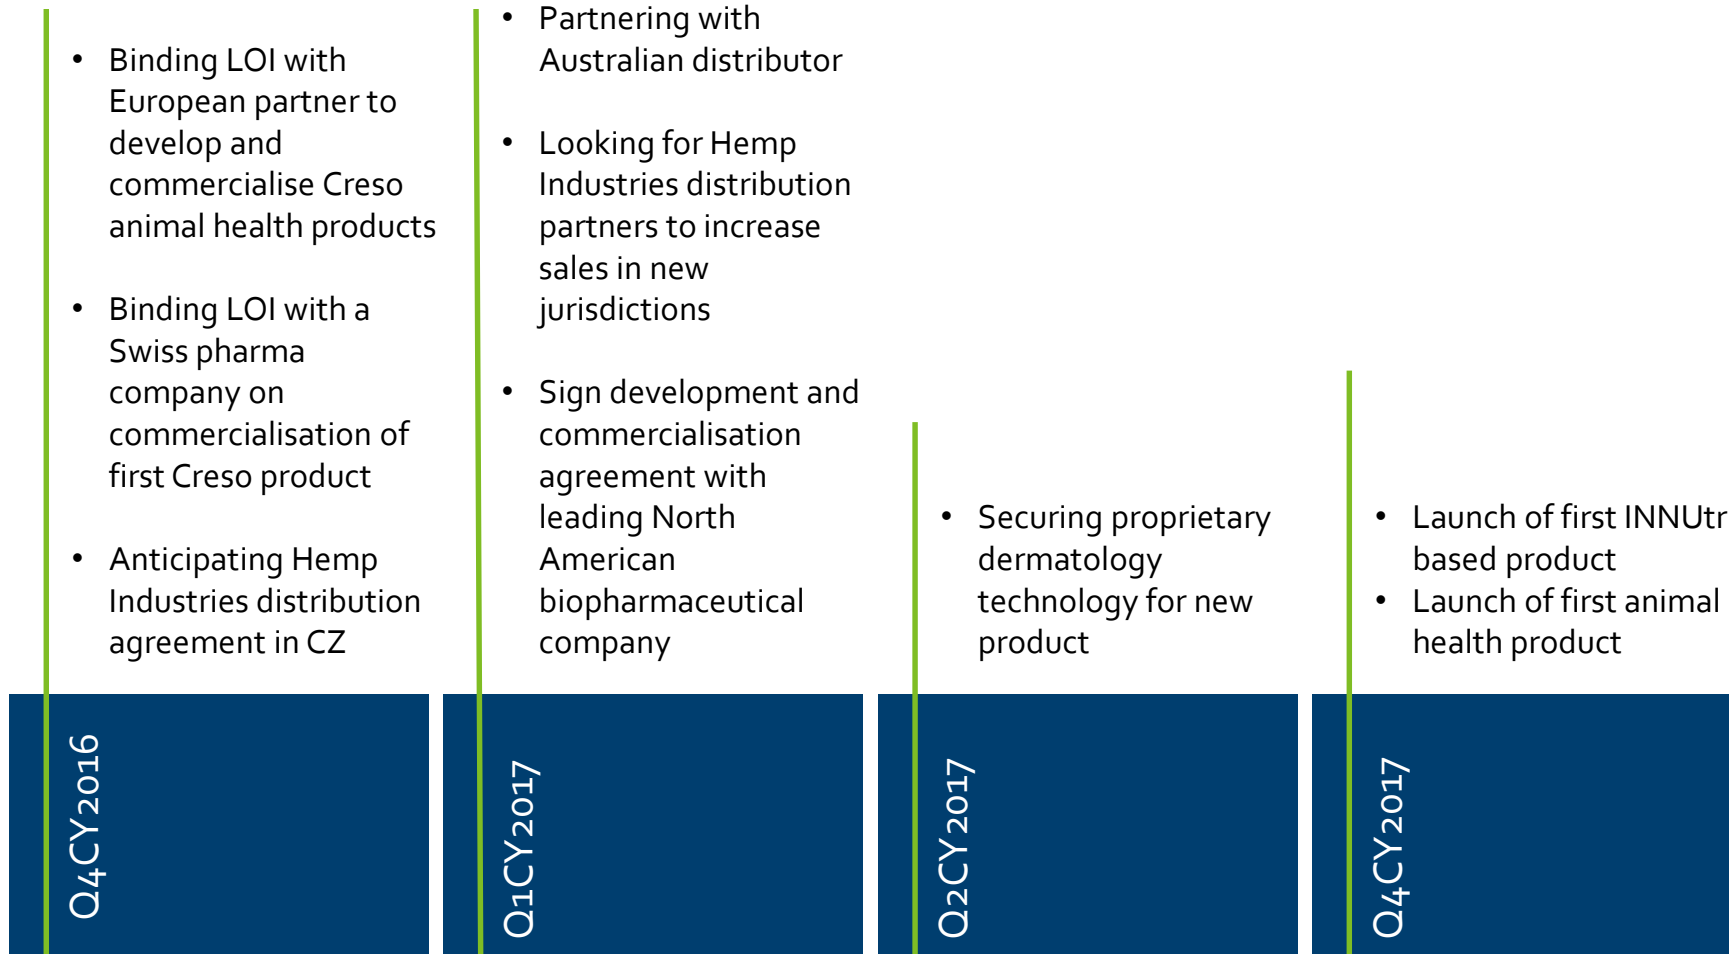 • Binding LOI with
European partner to
develop and
commercialise Creso
animal health products
• Binding LOI with a
Swiss pharma
company on
commercialisation of
first Creso product
• Anticipating Hemp
Industries distribution
agreement in CZ
Q4CY2016
• Partnering with
Australian distributor
• Looking for Hemp
Industries distribution
partners to increase
sales in new
jurisdictions
• Sign development and
commercialisation
agreement with
leading North
American
biopharmaceutical
company
Q1CY2017
• Securing proprietary
dermatology
technology for new
product
Q2CY2017
• Launch of first INNUtr
based product
• Launch of first animal
health product
Q4CY2017